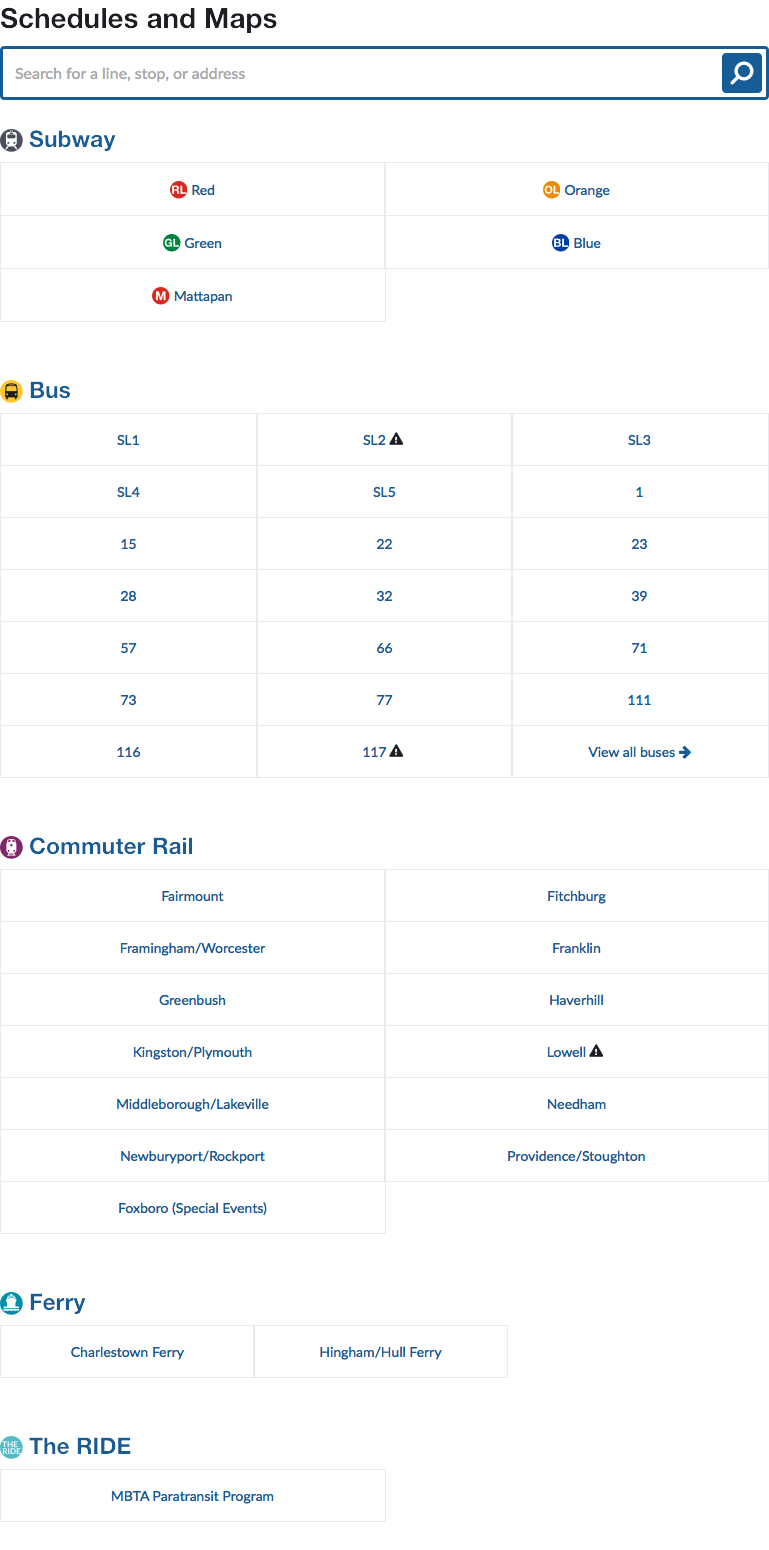 Schedules and Maps
Search for a line, stop, or address
Subway
RL Red
OL Orange
GL Green
BL Blue
M Mattapan
Bus
SL1
SL2
SL3
SL4
SL5
1
15
22
23
28
32
39
57
66
71
73
77
111
116
117
View all buses
Commuter Rail
Fairmount
Fitchburg
Framingham/Worcester
Franklin
Greenbush
Haverhill
Kingston/Plymouth
Lowell
Middleborough/Lakeville
Needham
Newburyport/Rockport
Providence/Stoughton
Foxboro (Special Events)
Ferry
Charlestown Ferry
Hingham/Hull Ferry
THE
RIDE
The RIDE
MBTA Paratransit Program